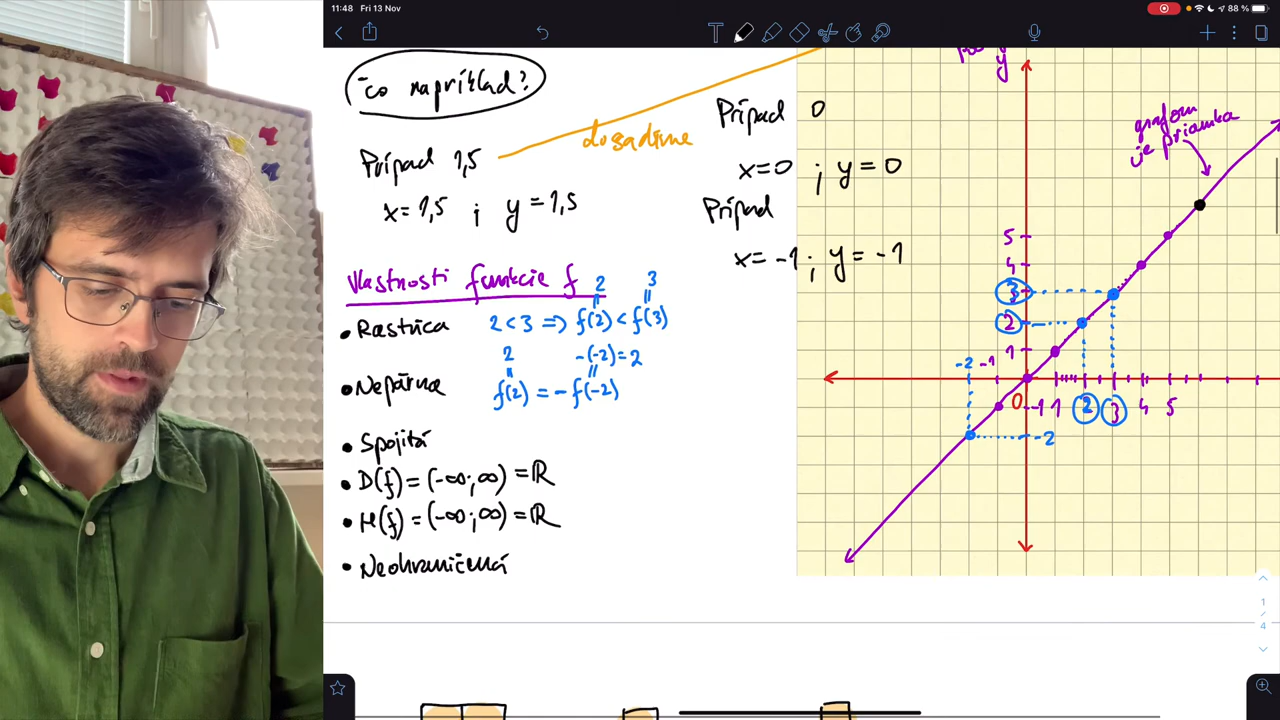 11:48 Fri 13 Nov
88 %
Čo napríklad?
Prípad 1,5
x=1,5 ; y=1,5
dosadíme
Prípad 0
x=0 ; y=0
Prípad
x=-1 ; y=-1
Vlastnosti funkcie f
2 3
Rastúca 2<3 => f(2)<f(3)
2 -(-2)=2
Nepárna f(2)=-f(-2)
Spojitá
D(f)=(-∞;∞)=ℝ
H(f)=(-∞;∞)=ℝ
Neohraničená
y
grafom
je priamka
5
4
3
2
1
-2 -1
0 -1 1 2 3 4 5
-2
1
/
4